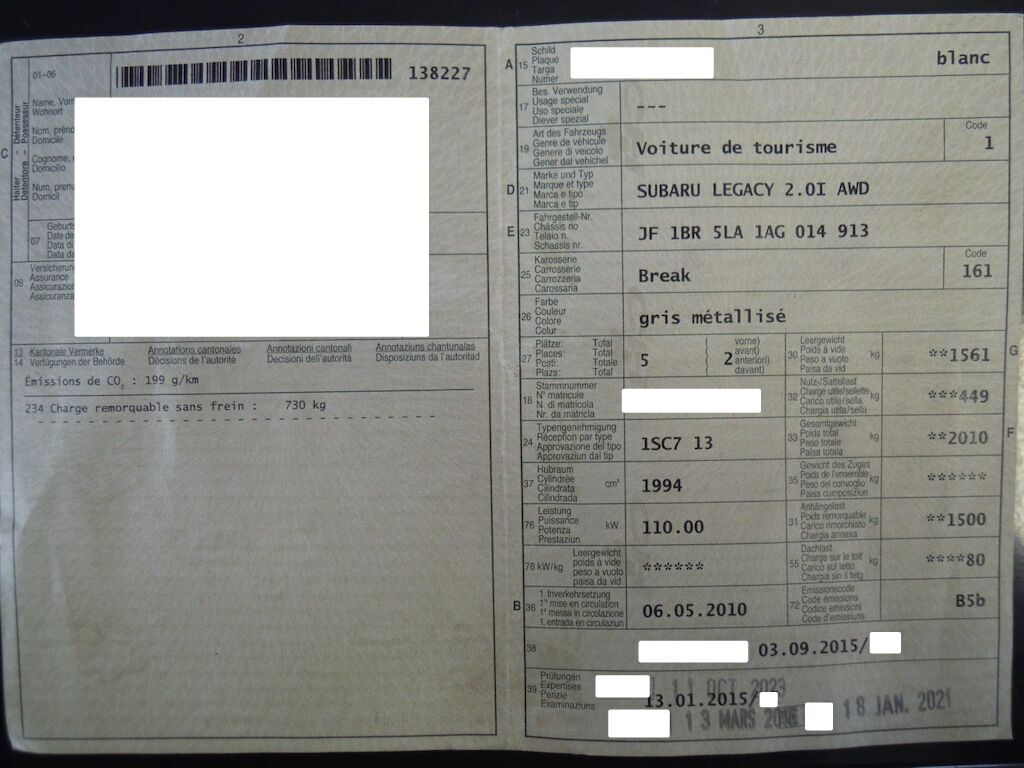 2
01-06
138227
Détenteur
Possessur
Halter
Detentore
C
Name, Vor
Wohnort
Nom, préno
Domicile
Cognome,
Domicilio
Num, prenu
Domicil
07
Geburts
Date de
Data di
Data da
09
Versicherun
Assurance
Assicurazion
Assicuranza
13 Kantonale Vermerke
Annotations cantonales
Annotazioni cantonali
Annotaziuns chantunalas
14 Verfügungen der Behörde
Décisions de l'autorité
Decisioni dell'autorità
Disposiziuns da l'autoritad
Émissions de CO2 : 199 g/km
234 Charge remorquable sans frein : 730 kg
3
A 15
Schild
Plaque
Targa
Numer
blanc
17
Bes. Verwendung
Usage spécial
Uso speciale
Diever spezial
---
19
Art des Fahrzeugs
Genre de véhicule
Genere di veicolo
Gener dal vehichel
Voiture de tourisme
Code
1
D 21
Marke und Typ
Marque et type
Marca e tipo
Marca e tip
SUBARU LEGACY 2.0I AWD
E 23
Fahrgestell-Nr.
Châssis no
Telaio n.
Schassis nr.
JF 1BR 5LA 1AG 014 913
25
Karosserie
Carrosserie
Carrozzeria
Carossaria
Break
Code
161
26
Farbe
Couleur
Colore
Colur
gris métallisé
27
Plätze: Total
Places: Total
Posti: Totale
Plazs: Total
5
vorne)
avant)
anteriori)
davant)
2
30
Leergewicht
Poids à vide
Peso a vuoto
Paisa da vid
kg
**1561
G
18
Stammnummer
N° matricule
N. di matricola
Nr. da matricla
32
Nutz-/Sattellast
Charge utile/sellette
Carico utile/sella
Chargia utila/sella
kg
***449
24
Typengenehmigung
Réception par type
Approvazione del tipo
Approvaziun dal tip
1SC7 13
33
Gesamtgewicht
Poids total
Peso totale
Paisa totala
kg
**2010
F
37
Hubraum
Cylindrée
Cilindrata
Cilindrada
cm³
1994
35
Gewicht des Zuges
Poids de l'ensemble
Peso del convoglio
Paisa cumposiziun
kg
******
76
Leistung
Puissance
Potenza
Prestaziun
kW
110.00
31
Anhängelast
Poids remorquable
Carico rimorchiato
Chargia annexa
kg
**1500
78 kW/kg
Leergewicht
poids à vide
peso a vuoto
paisa da vid
******
55
Dachlast
Charge sur le toit
Carico sul tetto
Chargia sin il tetg
kg
****80
B 36
1. Inverkehrsetzung
1re mise en circulation
1a messa in circolazione
1. entrada en circulaziun
06.05.2010
72
Emissionscode
Code émissions
Codice emissioni
Code d'emissiuns
B5b
38
03.09.2015/
39
Prüfungen
Expertises
Perizie
Examinaziuns
11 OCT. 2023
13.01.2015/
13 MARS
18 JAN. 2021